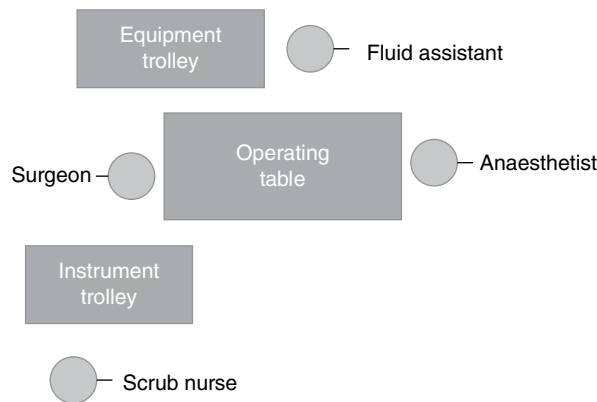 Equipment
trolley
Fluid assistant
Surgeon
Operating
table
Anaesthetist
Instrument
trolley
Scrub nurse